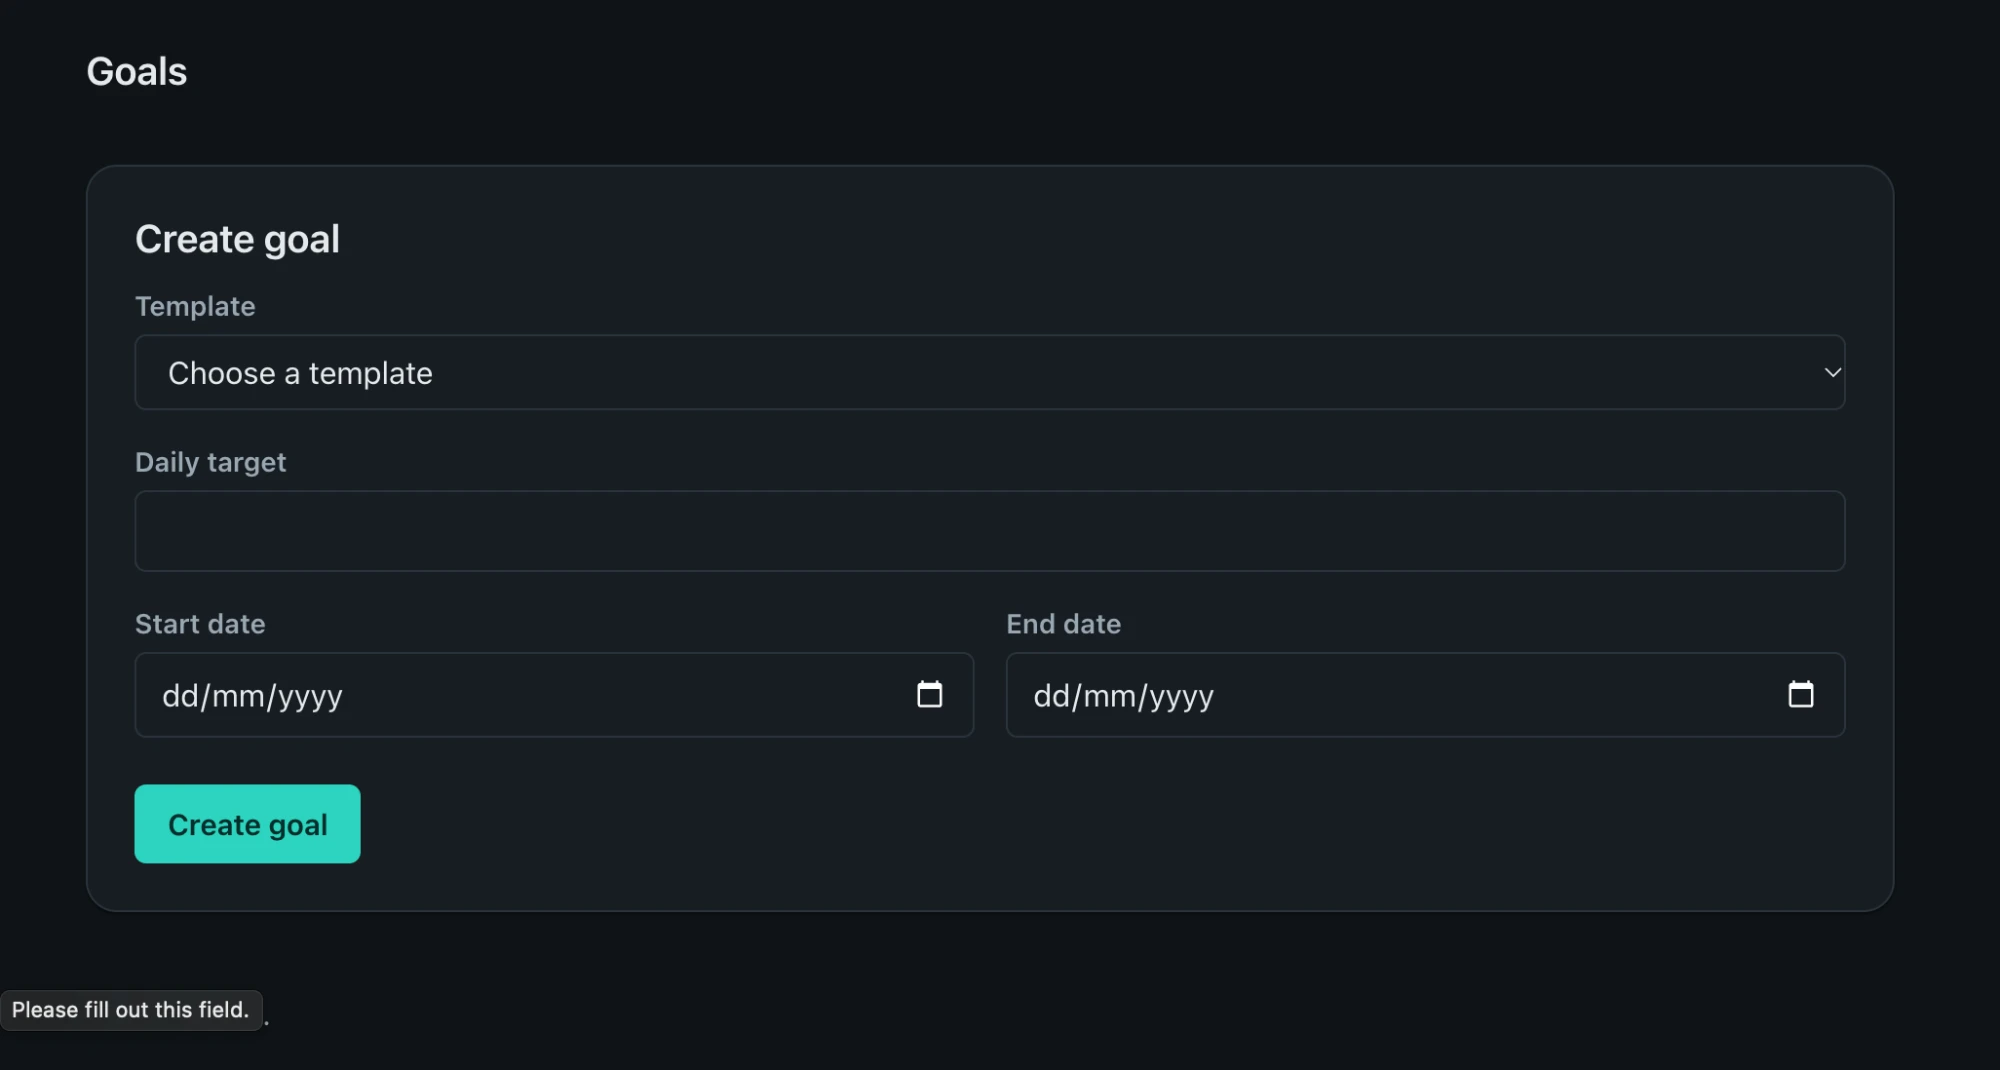 Goals
Create goal
Template
Choose a template
Daily target
Start date
End date
dd/mm/yyyy
dd/mm/yyyy
Create goal
Please fill out this field.
.